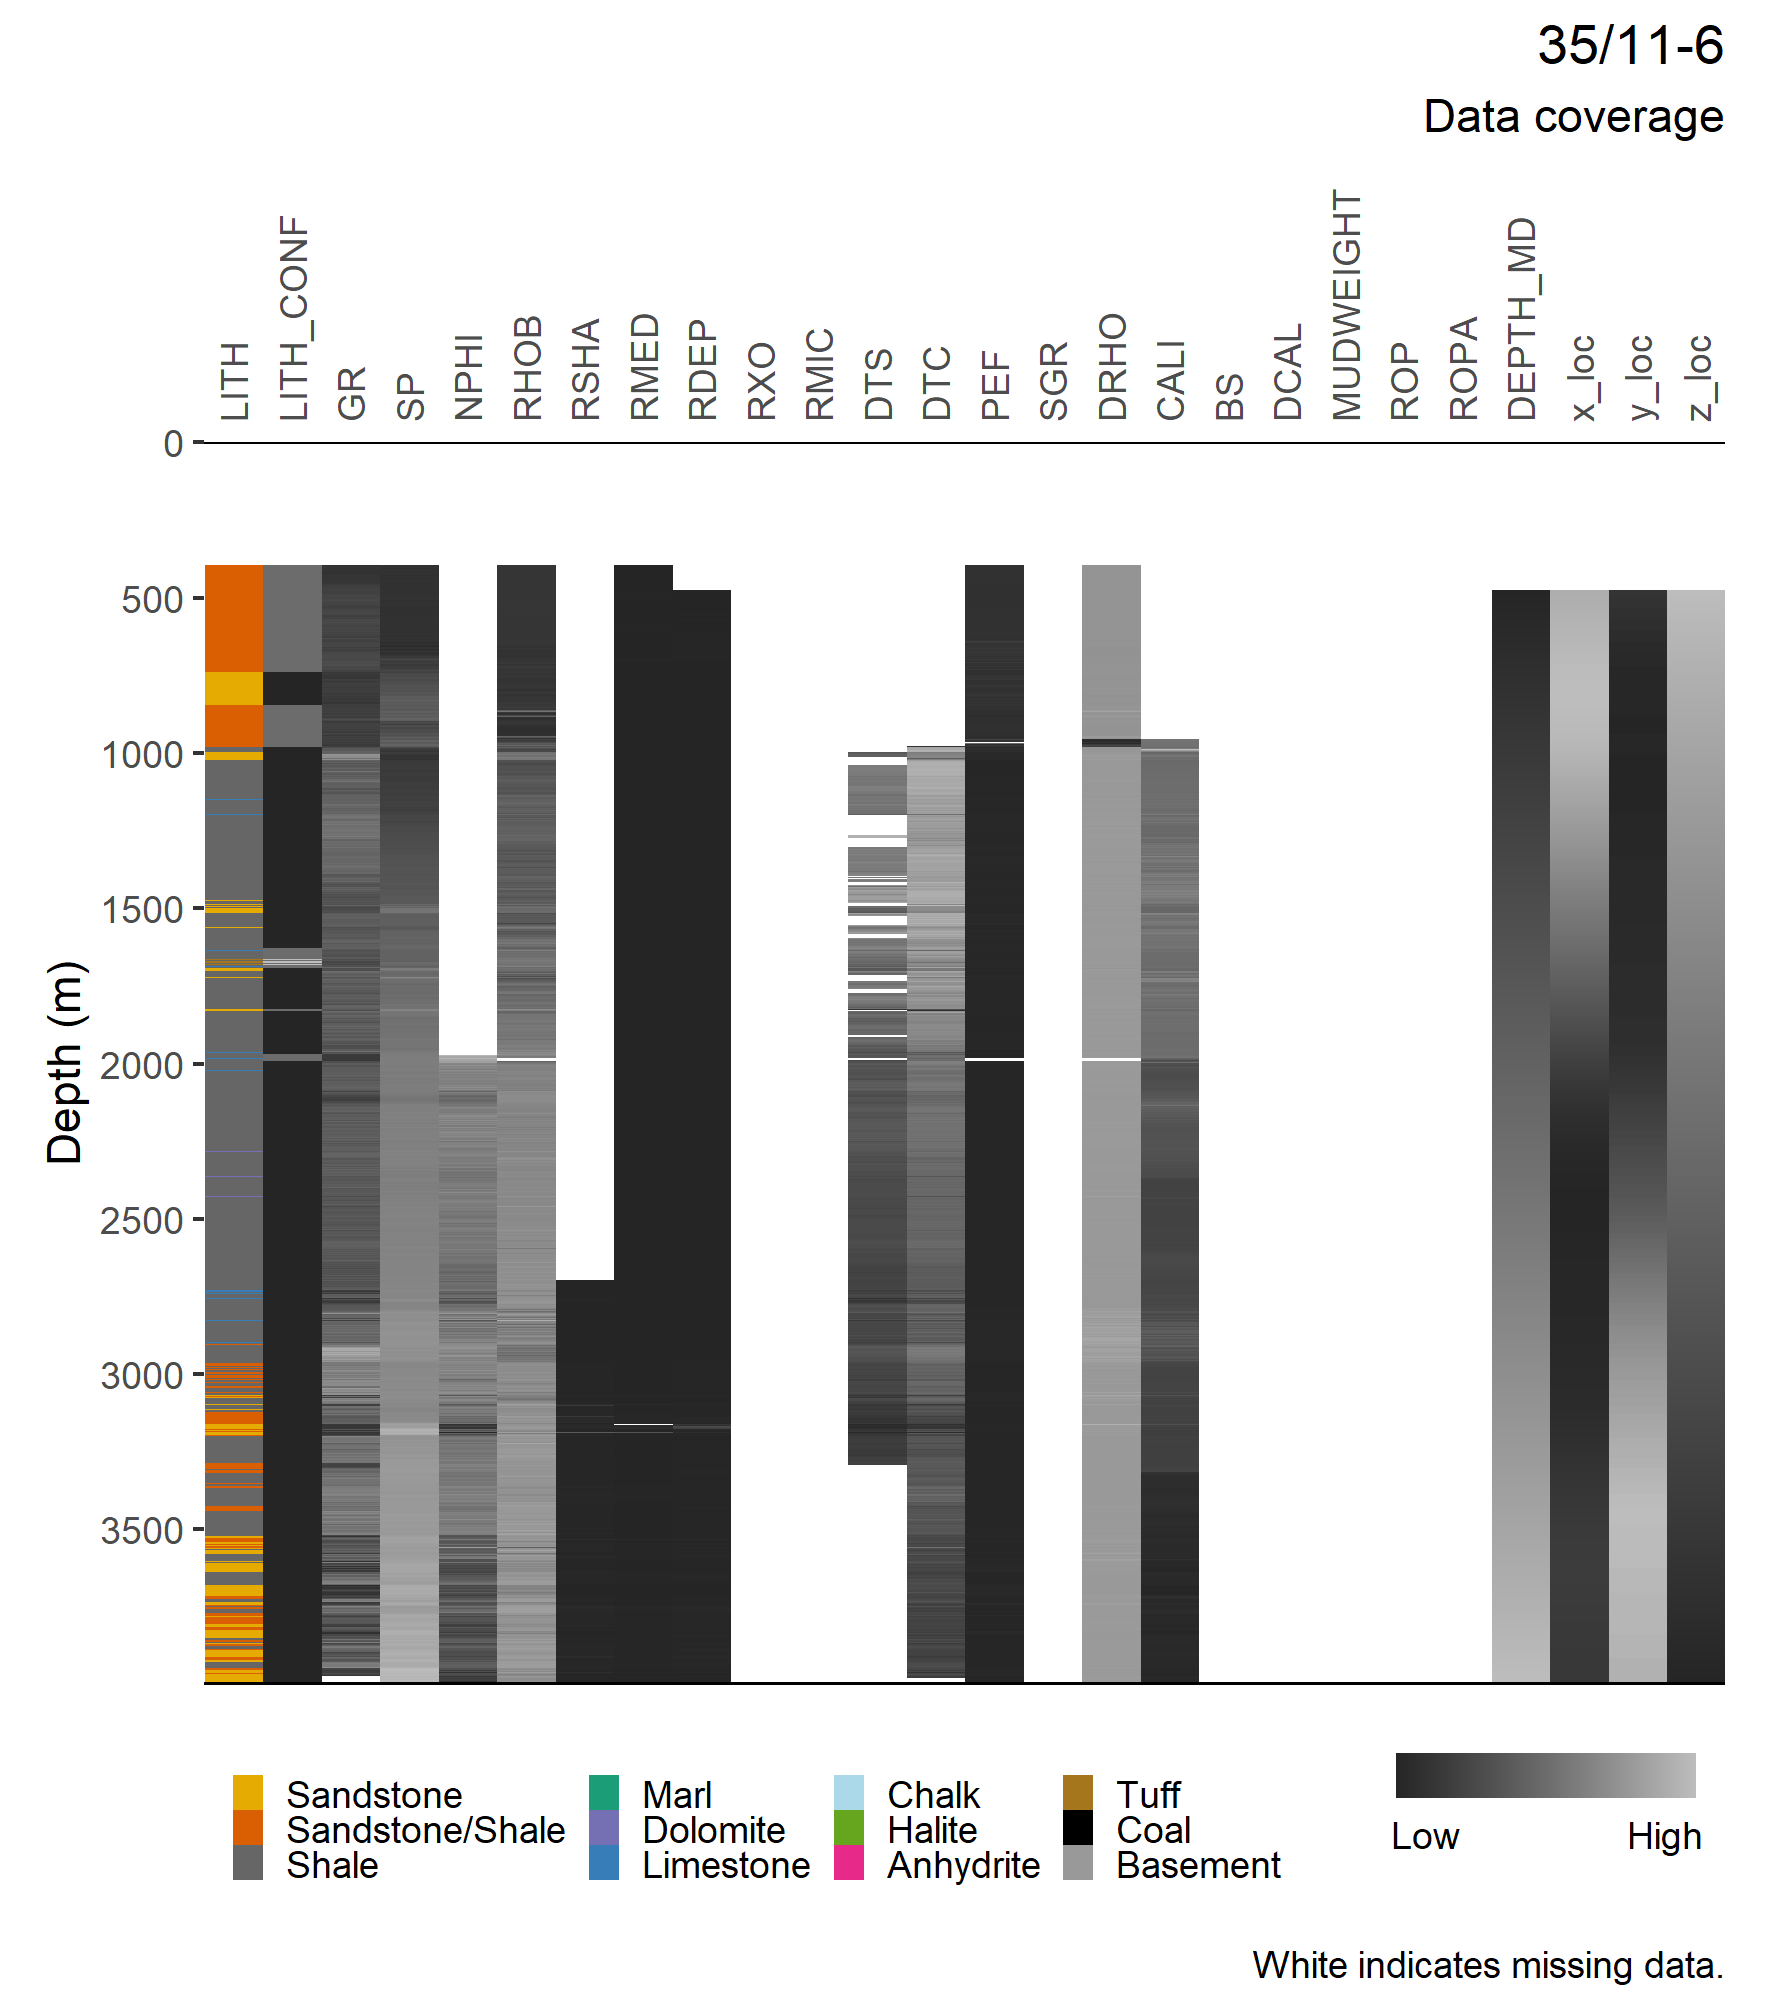 35/11-6
Data coverage
LITH
LITH_CONF
GR
SP
NPHI
RHOB
RSHA
RMED
RDEP
RXO
RMIC
DTS
DTC
PEF
SGR
DRHO
CALI
BS
DCAL
MUDWEIGHT
ROP
ROPA
DEPTH_MD
x_loc
y_loc
z_loc
Depth (m)
0
500
1000
1500
2000
2500
3000
3500
Sandstone
Sandstone/Shale
Shale
Marl
Dolomite
Limestone
Chalk
Halite
Anhydrite
Tuff
Coal
Basement
Low High
White indicates missing data.